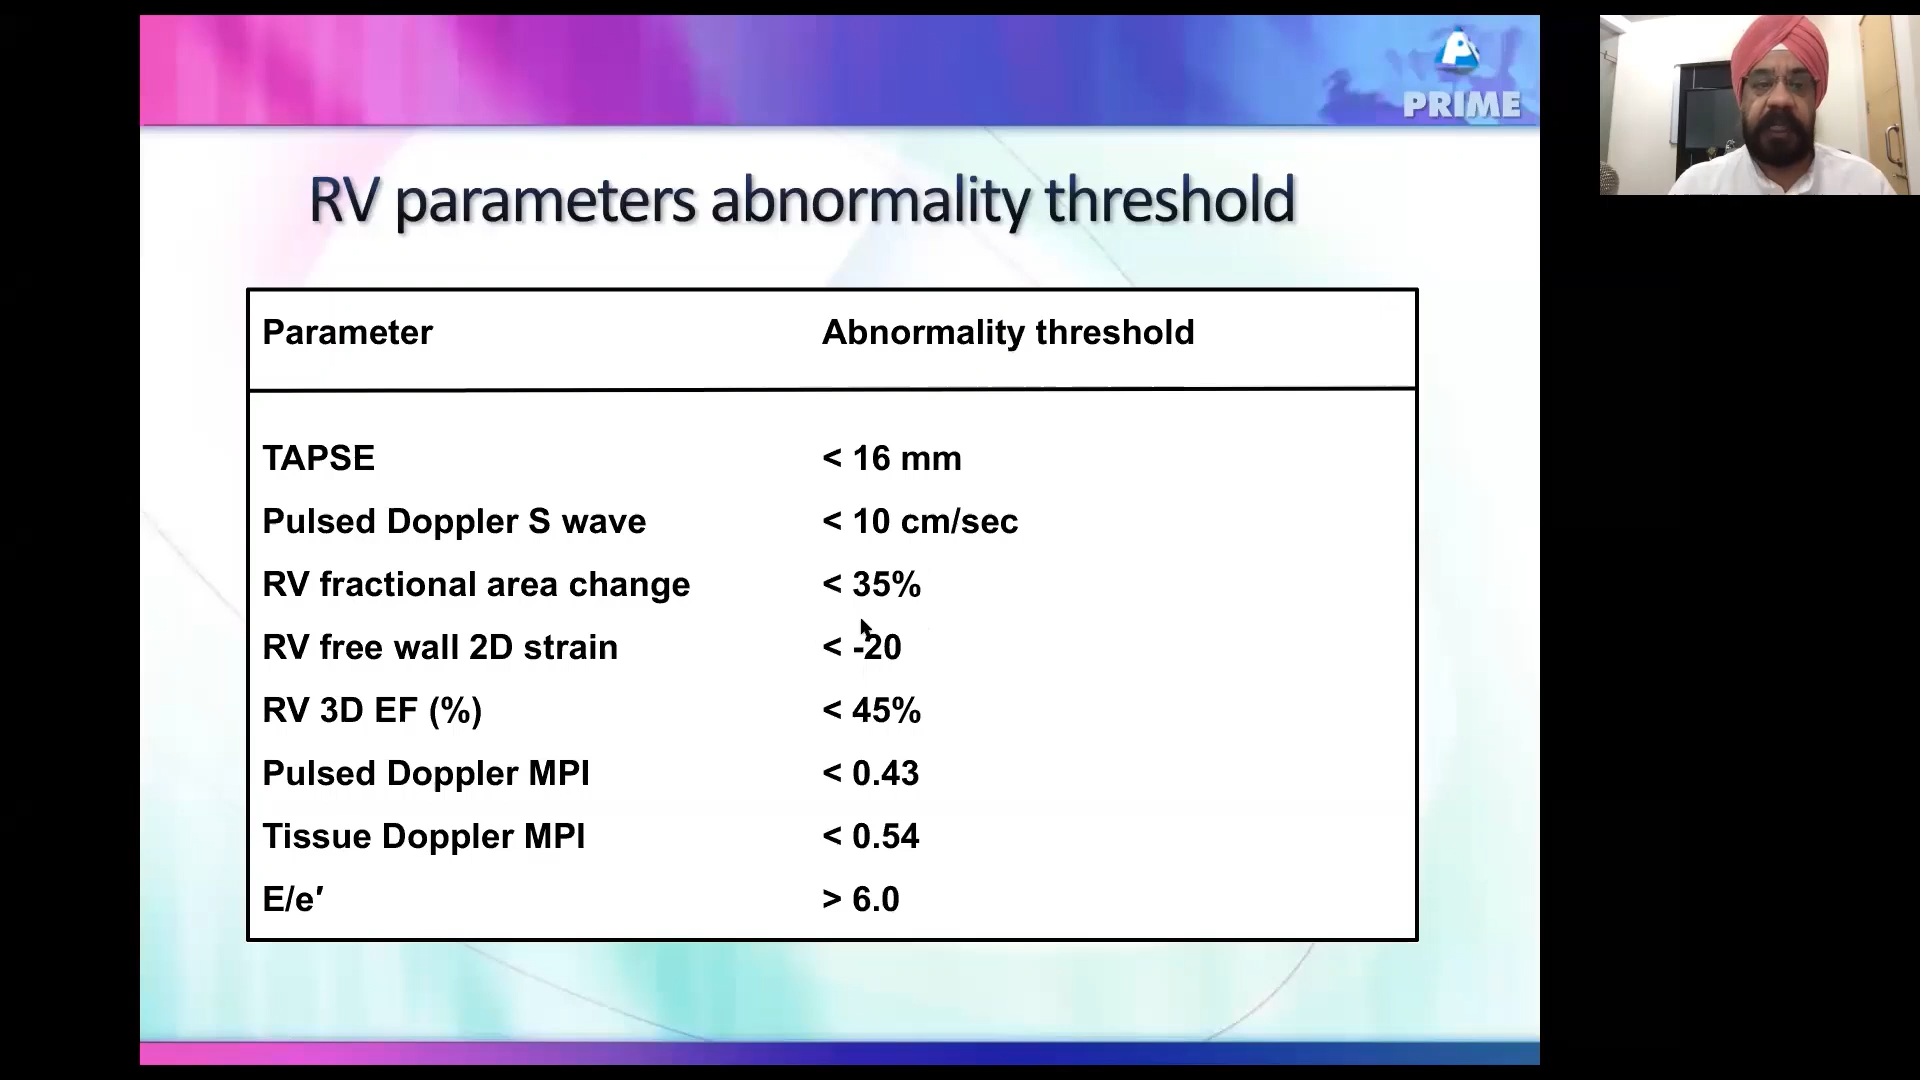 PRIME
RV parameters abnormality threshold
Parameter Abnormality threshold
TAPSE < 16 mm
Pulsed Doppler S wave < 10 cm/sec
RV fractional area change < 35%
RV free wall 2D strain < -20
RV 3D EF (%) < 45%
Pulsed Doppler MPI < 0.43
Tissue Doppler MPI < 0.54
E/e′ > 6.0